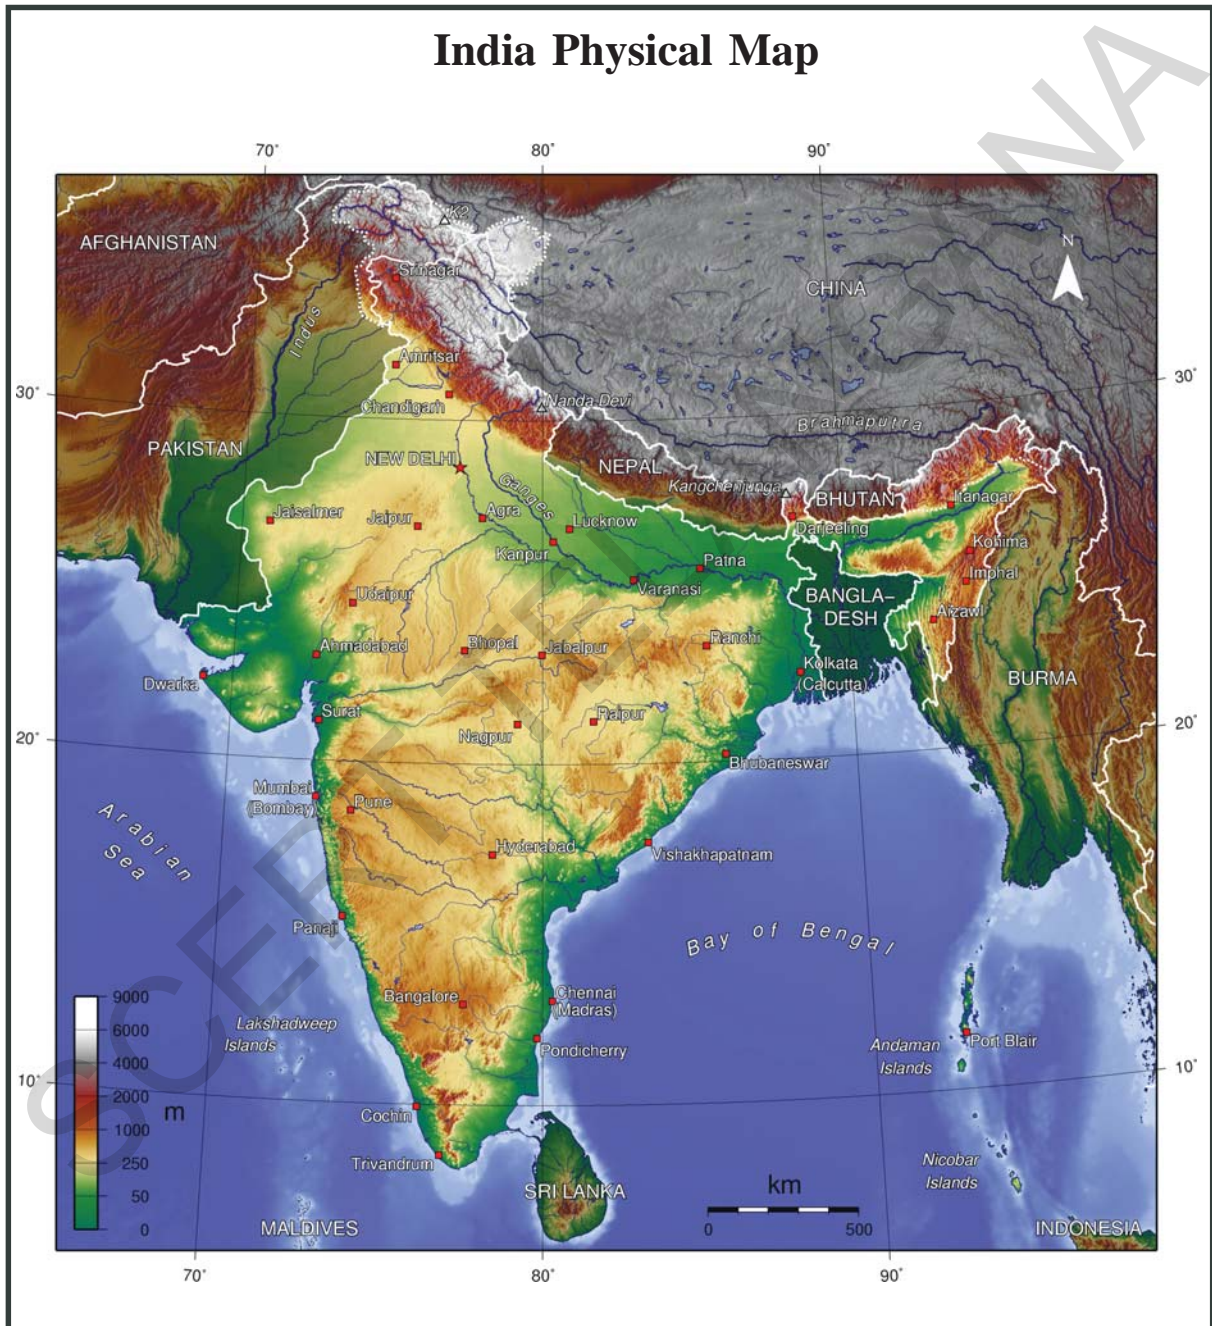 India Physical Map
70°
80°
90°
AFGHANISTAN
K2
N
Srinagar
CHINA
Indus
Amritsar
30°
30°
Chandigarh
Nanda Devi
Brahmaputra
PAKISTAN
NEW DELHI
NEPAL
Ganges
Kangchenjunga
BHUTAN
Itanagar
Jaisalmer
Jaipur
Agra
Lucknow
Darjeeling
Kanpur
Kohima
Patna
Imphal
Varanasi
Udaipur
BANGLA–
DESH
Aizawl
Ahmadabad
Bhopal
Jabalpur
Ranchi
Kolkata
(Calcutta)
Dwarka
BURMA
Surat
Raipur
Nagpur
20°
20°
Bhubaneswar
Mumbai
(Bombay)
Pune
Arabian
Sea
Hyderabad
Vishakhapatnam
Panaji
Bay of Bengal
Bangalore
Chennai
(Madras)
Lakshadweep
Islands
Pondicherry
Andaman
Islands
Port Blair
9000
6000
4000
2000
1000
250
50
0
m
10°
10°
Cochin
Trivandrum
Nicobar
Islands
SRI LANKA
km
0
500
MALDIVES
INDONESIA
70°
80°
90°